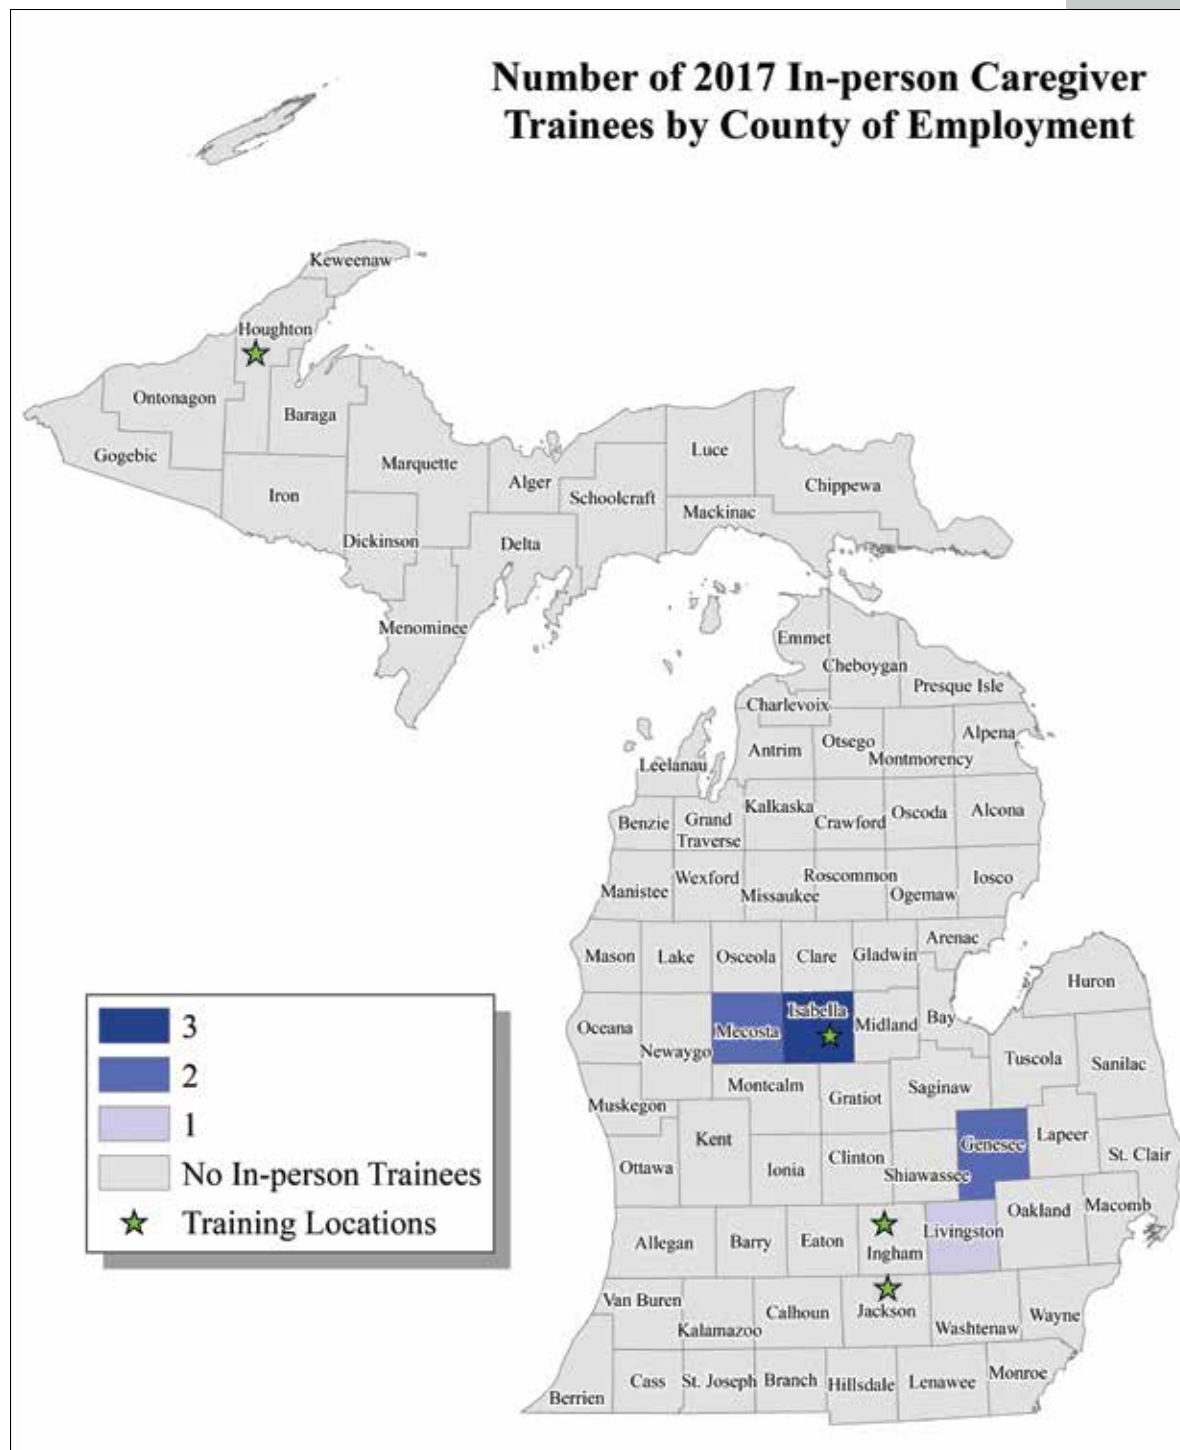 Number of 2017 In-person Caregiver
Trainees by County of Employment
Keweenaw
Houghton
Ontonagon
Baraga
Gogebic
Marquette
Luce
Alger
Chippewa
Iron
Schoolcraft
Mackinac
Dickinson
Delta
Menominee
Emmet
Cheboygan
Presque Isle
Charlevoix
Alpena
Otsego
Antrim
Montmorency
Leelanau
Kalkaska
Benzie
Grand
Traverse
Crawford
Oscoda
Alcona
Manistee
Wexford
Missaukee
Roscommon
Ogemaw
Iosco
Mason
Lake
Osceola
Clare
Gladwin
Arenac
Huron
Oceana
Newaygo
Mecosta
Isabella
Midland
Bay
Tuscola
Sanilac
Muskegon
Montcalm
Gratiot
Saginaw
Kent
Ottawa
Ionia
Clinton
Shiawassee
Genesee
Lapeer
St. Clair
Allegan
Barry
Eaton
Ingham
Livingston
Oakland
Macomb
Van Buren
Kalamazoo
Calhoun
Jackson
Washtenaw
Wayne
Berrien
Cass
St. Joseph
Branch
Hillsdale
Lenawee
Monroe
3
2
1
No In-person Trainees
Training Locations